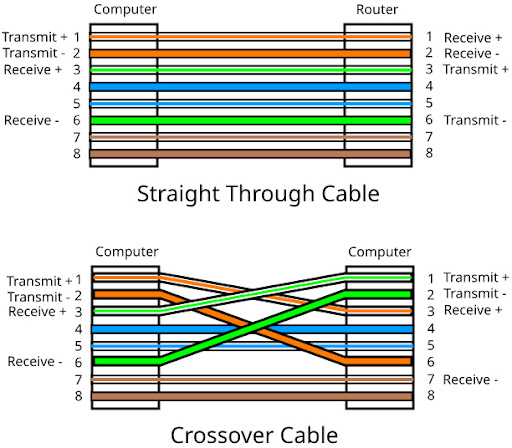 Computer Router
Transmit + 1 1 Receive +
Transmit - 2 2 Receive -
Receive + 3 3 Transmit +
4 4
5 5
Receive - 6 6 Transmit -
7 7
8 8
Straight Through Cable
Computer Computer
Transmit + 1 1 Transmit +
Transmit - 2 2 Transmit -
Receive + 3 3 Receive +
4 4
5 5
Receive - 6 6
7 7 Receive -
8 8
Crossover Cable